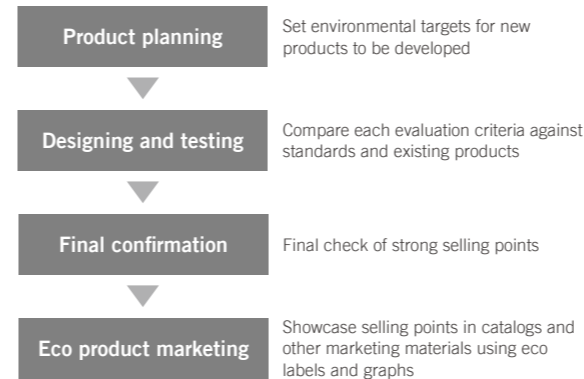 Product planning
Set environmental targets for new
products to be developed
Designing and testing
Compare each evaluation criteria against
standards and existing products
Final confirmation
Final check of strong selling points
Eco product marketing
Showcase selling points in catalogs and
other marketing materials using eco
labels and graphs